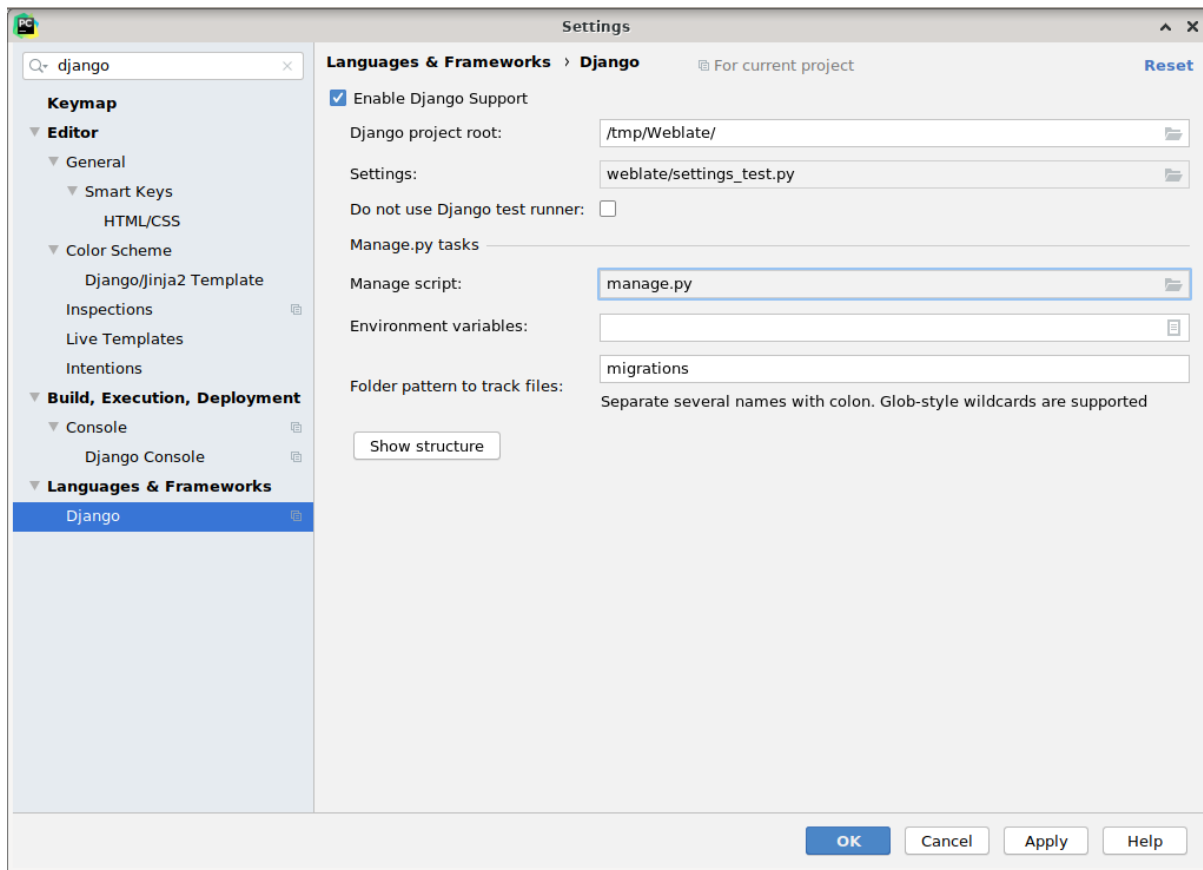 PC
Settings
django
Keymap
Editor
General
Smart Keys
HTML/CSS
Color Scheme
Django/Jinja2 Template
Inspections
Live Templates
Intentions
Build, Execution, Deployment
Console
Django Console
Languages & Frameworks
Django
Languages & Frameworks › Django For current project Reset
Enable Django Support
Django project root: /tmp/Weblate/
Settings: weblate/settings_test.py
Do not use Django test runner:
Manage.py tasks
Manage script: manage.py
Environment variables:
Folder pattern to track files: migrations
Separate several names with colon. Glob-style wildcards are supported
Show structure
OK Cancel Apply Help